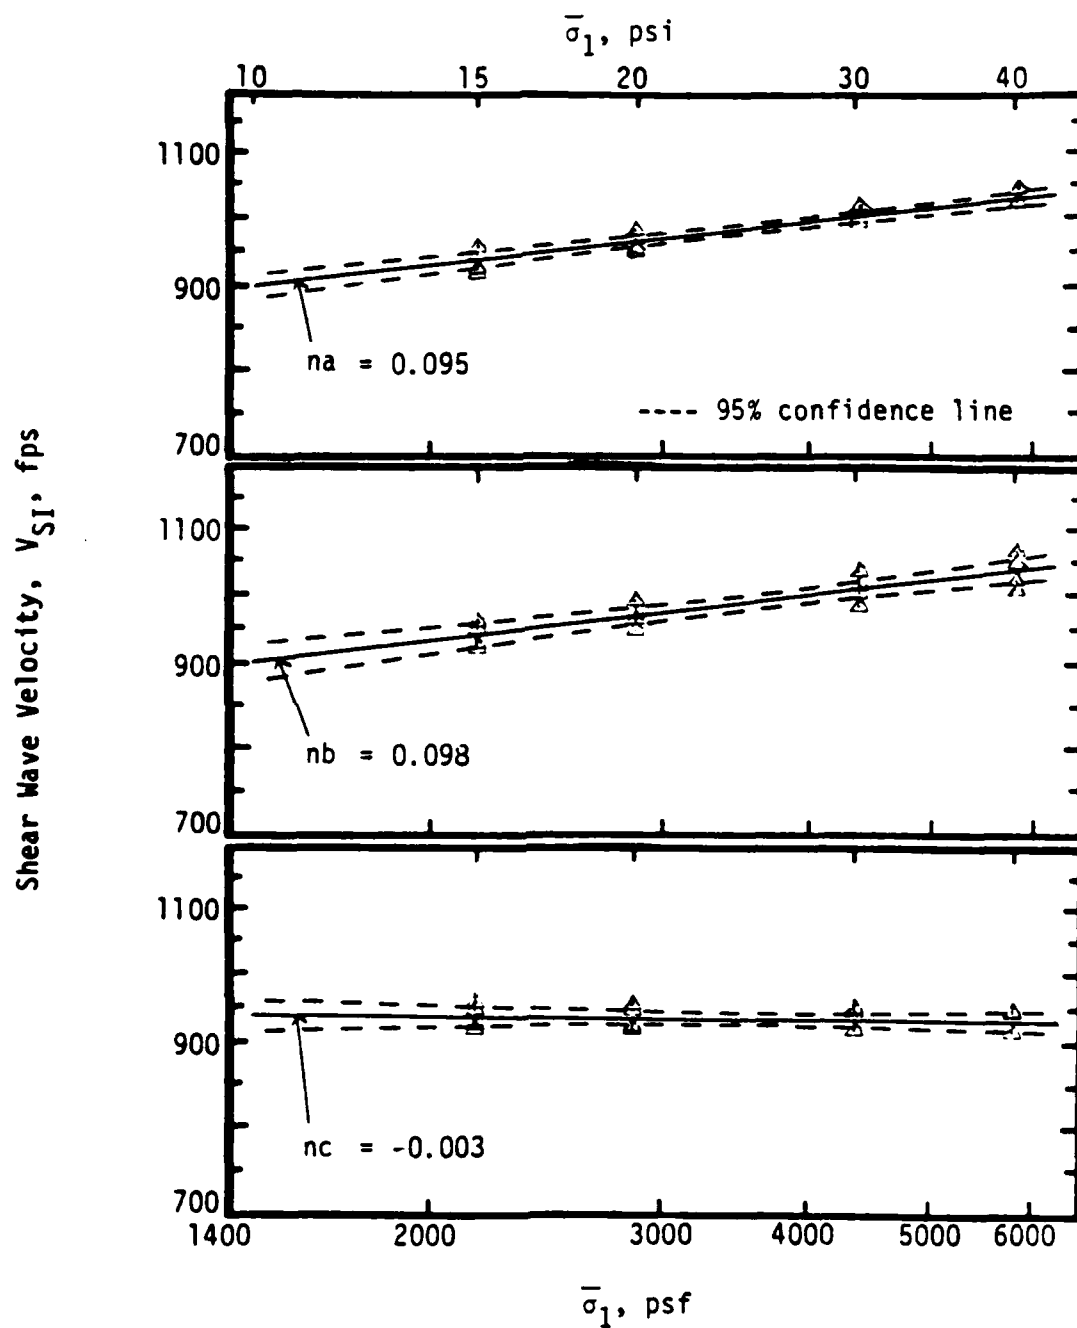 σ̅1, psi
10 15 20 30 40
1100
900
na = 0.095
---- 95% confidence line
700
1100
900
nb = 0.098
700
Shear Wave Velocity, VSI, fps
1100
900
nc = -0.003
700
1400 2000 3000 4000 5000 6000
σ̅1, psf